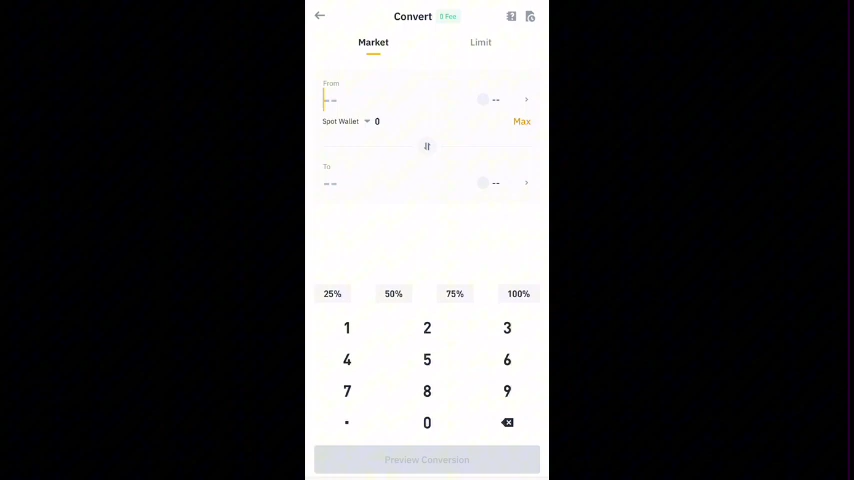 Convert 0 Fee
Market Limit
From
-- --
Spot Wallet 0 Max
To
-- --
25% 50% 75% 100%
1 2 3
4 5 6
7 8 9
. 0
Preview Conversion